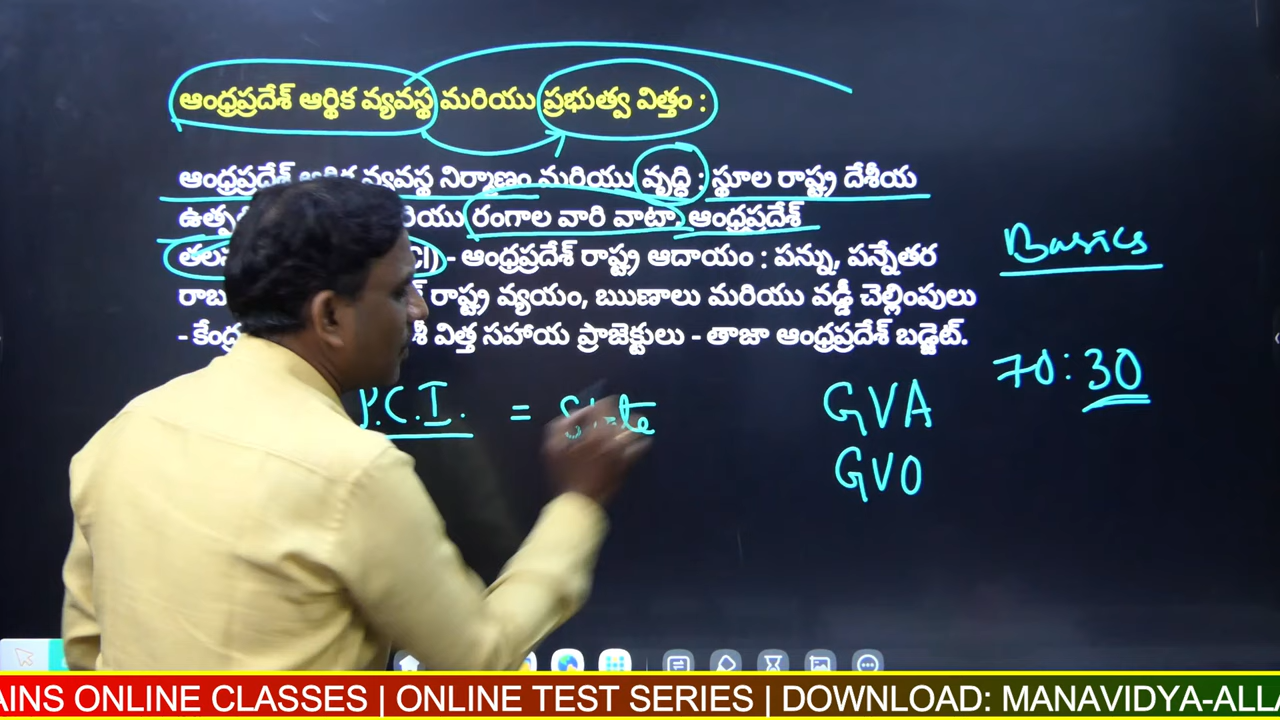 ఆంధ్రప్రదేశ్ ఆర్థిక వ్యవస్థ మరియు ప్రభుత్వ విత్తం :
ఆంధ్రప్రదేశ్ ఆర్థిక వ్యవస్థ నిర్మాణం మరియు వృద్ధి : స్థూల రాష్ట్ర దేశీయ
రంగాల వారి వాటా, ఆంధ్రప్రదేశ్
- ఆంధ్రప్రదేశ్ రాష్ట్ర ఆదాయం : పన్ను, పన్నేతర
రాష్ట్ర వ్యయం, ఋణాలు మరియు వడ్డీ చెల్లింపులు
విత్త సహాయ ప్రాజెక్టులు - తాజా ఆంధ్రప్రదేశ్ బడ్జెట్.
Basics
70:30
P.C.I. = State
GVA
GVO
AINS ONLINE CLASSES | ONLINE TEST SERIES | DOWNLOAD: MANAVIDYA-ALLA